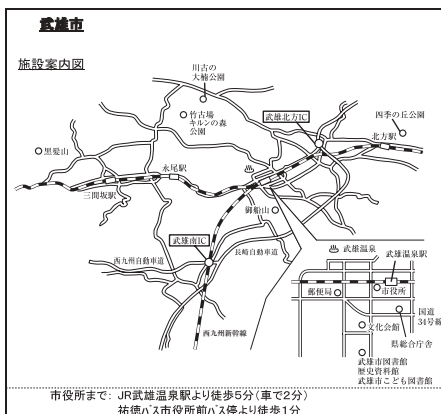 武雄市
施設案内図
川古の
大楠公園
竹古場
キルンの森
公園
武雄北方IC
四季の丘公園
北方駅
黒髪山
永尾駅
三間坂駅
御船山
武雄南IC
西九州自動車道
長崎自動車道
西九州新幹線
武雄温泉
武雄温泉駅
郵便局
市役所
国道
34号線
文化会館
県総合庁舎
武雄市図書館
歴史資料館
武雄市こども図書館
市役所まで: JR武雄温泉駅より徒歩5分(車で2分)
祐徳バス市役所前バス停より徒歩1分